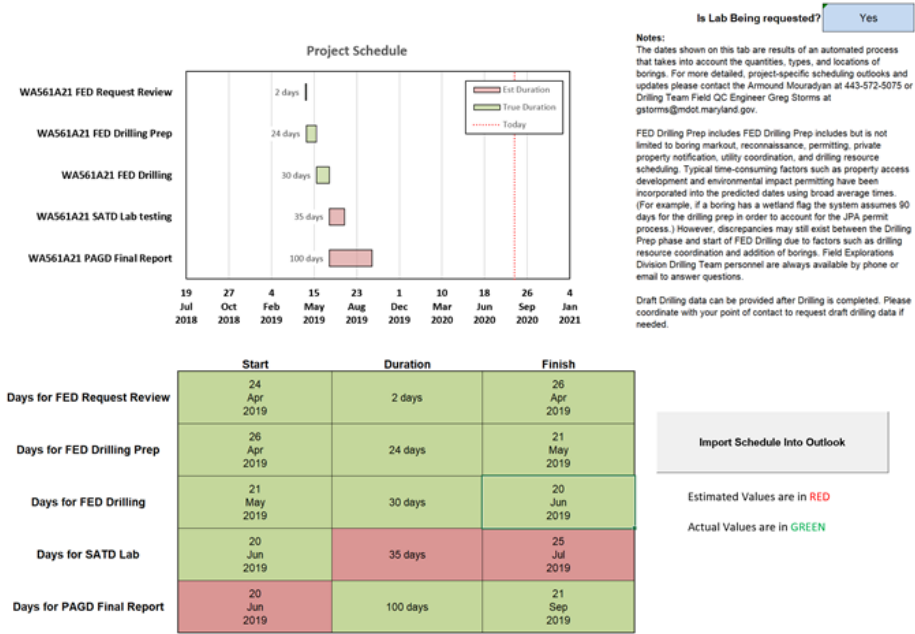 Is Lab Being requested? Yes
Project Schedule
WA561A21 FED Request Review
WA561A21 FED Drilling Prep
WA561A21 FED Drilling
WA561A21 SATD Lab testing
WA561A21 PAGD Final Report
2 days
24 days
30 days
35 days
100 days
Est Duration
True Duration
Today
19 Jul 2018
27 Oct 2018
4 Feb 2019
15 May 2019
23 Aug 2019
1 Dec 2019
10 Mar 2020
18 Jun 2020
26 Sep 2020
4 Jan 2021
Notes:
The dates shown on this tab are results of an automated process
that takes into account the quantities, types, and locations of
borings. For more detailed, project-specific scheduling outlooks and
updates please contact the Armound Mouradyan at 443-572-5075 or
Drilling Team Field QC Engineer Greg Storms at
gstorms@mdot.maryland.gov.
FED Drilling Prep includes FED Drilling Prep includes but is not
limited to boring markout, reconnaissance, permitting, private
property notification, utility coordination, and drilling resource
scheduling. Typical time-consuming factors such as property access
development and environmental impact permitting have been
incorporated into the predicted dates using broad average times.
(For example, if a boring has a wetland flag the system assumes 90
days for the drilling prep in order to account for the JPA permit
process.) However, discrepancies may still exist between the Drilling
Prep phase and start of FED Drilling due to factors such as drilling
resource coordination and addition of borings. Field Explorations
Division Drilling Team personnel are always available by phone or
email to answer questions.
Draft Drilling data can be provided after Drilling is completed. Please
coordinate with your point of contact to request draft drilling data if
needed.
Start Duration Finish
Days for FED Request Review 24 Apr 2019 2 days 26 Apr 2019
Days for FED Drilling Prep 26 Apr 2019 24 days 21 May 2019
Days for FED Drilling 21 May 2019 30 days 20 Jun 2019
Days for SATD Lab 20 Jun 2019 35 days 25 Jul 2019
Days for PAGD Final Report 20 Jun 2019 100 days 21 Sep 2019
Import Schedule Into Outlook
Estimated Values are in RED
Actual Values are in GREEN